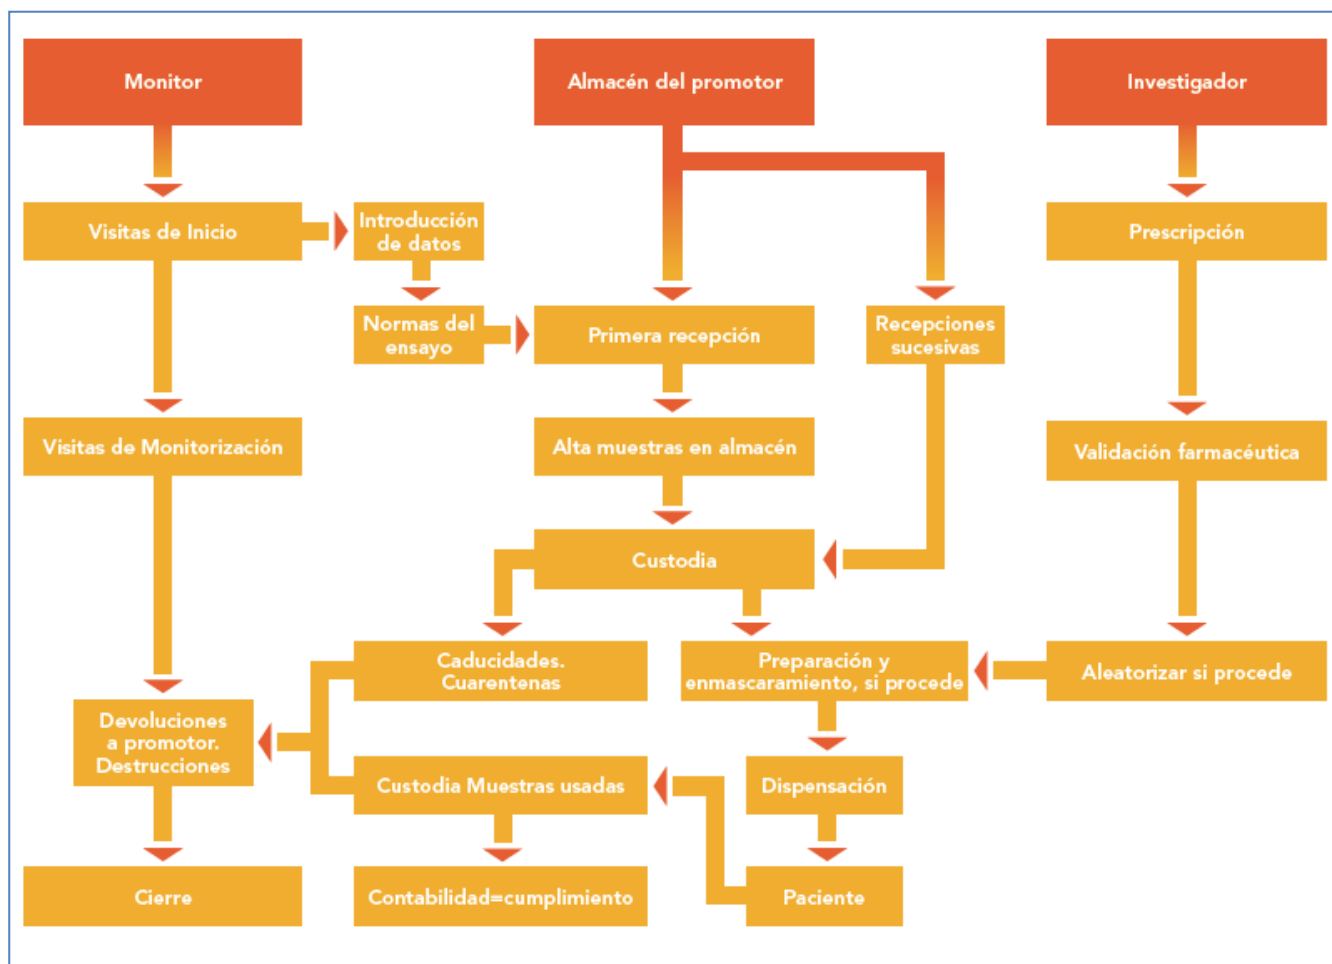 Monitor
Almacén del promotor
Investigador
Visitas de Inicio
Introducción
de datos
Prescripción
Normas del
ensayo
Primera recepción
Recepciones
sucesivas
Visitas de Monitorización
Alta muestras en almacén
Validación farmacéutica
Custodia
Caducidades.
Cuarentenas
Preparación y
enmascaramiento, si procede
Aleatorizar si procede
Devoluciones
a promotor.
Destrucciones
Custodia Muestras usadas
Dispensación
Cierre
Contabilidad=cumplimiento
Paciente